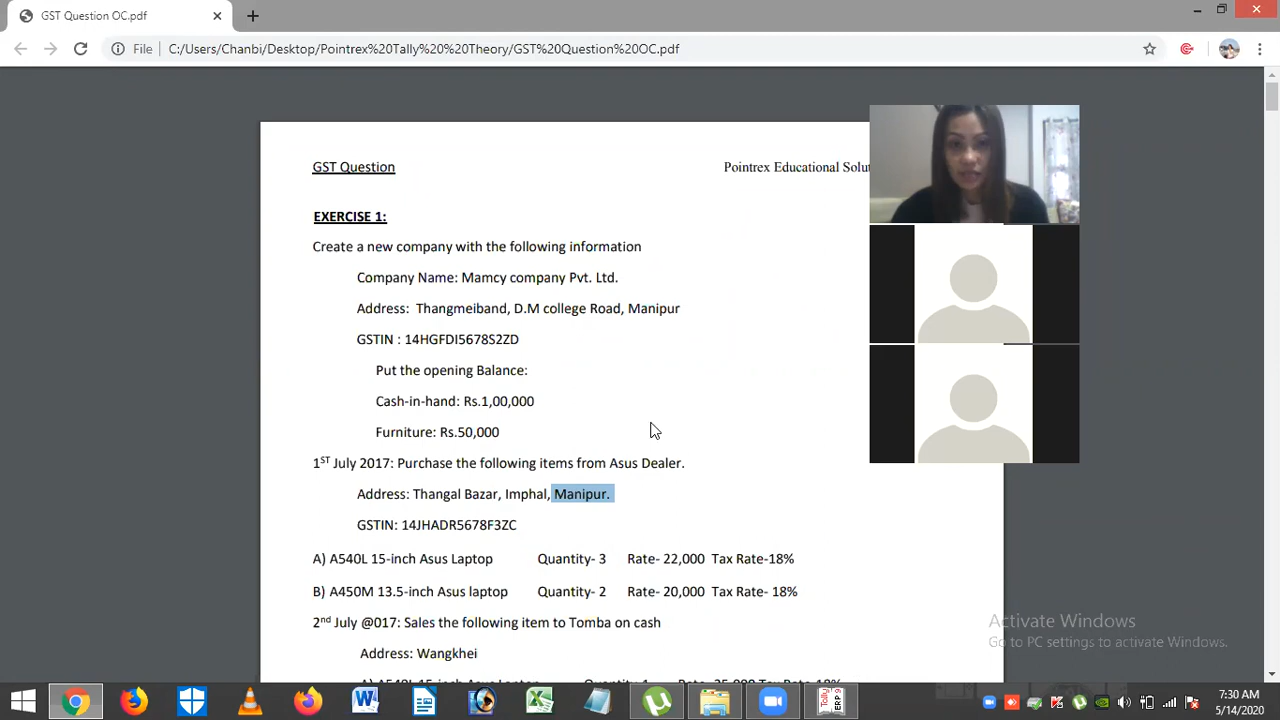 GST Question OC.pdf
File C:/Users/Chanbi/Desktop/Pointrex%20Tally%20%20Theory/GST%20Question%20OC.pdf
GST Question Pointrex Educational
EXERCISE 1:
Create a new company with the following information
Company Name: Mamcy company Pvt. Ltd.
Address: Thangmeiband, D.M college Road, Manipur
GSTIN : 14HGFDI5678S2ZD
Put the opening Balance:
Cash-in-hand: Rs.1,00,000
Furniture: Rs.50,000
1ST July 2017: Purchase the following items from Asus Dealer.
Address: Thangal Bazar, Imphal, Manipur.
GSTIN: 14JHADR5678F3ZC
A) A540L 15-inch Asus Laptop Quantity- 3 Rate- 22,000 Tax Rate-18%
B) A450M 13.5-inch Asus laptop Quantity- 2 Rate- 20,000 Tax Rate- 18%
2nd July @017: Sales the following item to Tomba on cash
Address: Wangkhei
Activate Windows
Go to PC settings to activate Windows.
7:30 AM
5/14/2020